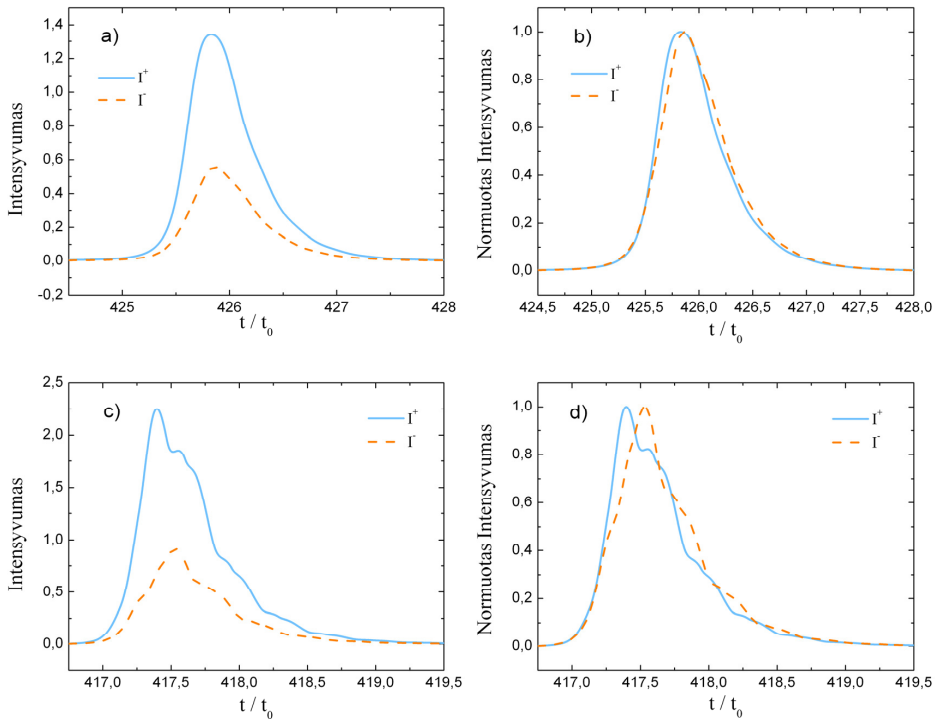 a)
I⁺
I⁻
Intensyvumas
1,4
1,2
1,0
0,8
0,6
0,4
0,2
0,0
-0,2
425
426
427
428
t / t₀
b)
I⁺
I⁻
Normuotas Intensyvumas
1,0
0,8
0,6
0,4
0,2
0,0
424,5
425,0
425,5
426,0
426,5
427,0
427,5
428,0
t / t₀
c)
I⁺
I⁻
Intensyvumas
2,5
2,0
1,5
1,0
0,5
0,0
417,0
417,5
418,0
418,5
419,0
419,5
t / t₀
d)
I⁺
I⁻
Normuotas Intensyvumas
1,0
0,8
0,6
0,4
0,2
0,0
417,0
417,5
418,0
418,5
419,0
419,5
t / t₀